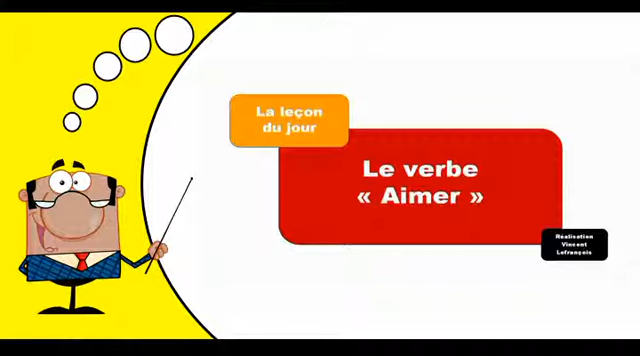 La leçon
du jour
Le verbe
« Aimer »
Réalisation
Vincent
Lefrançois